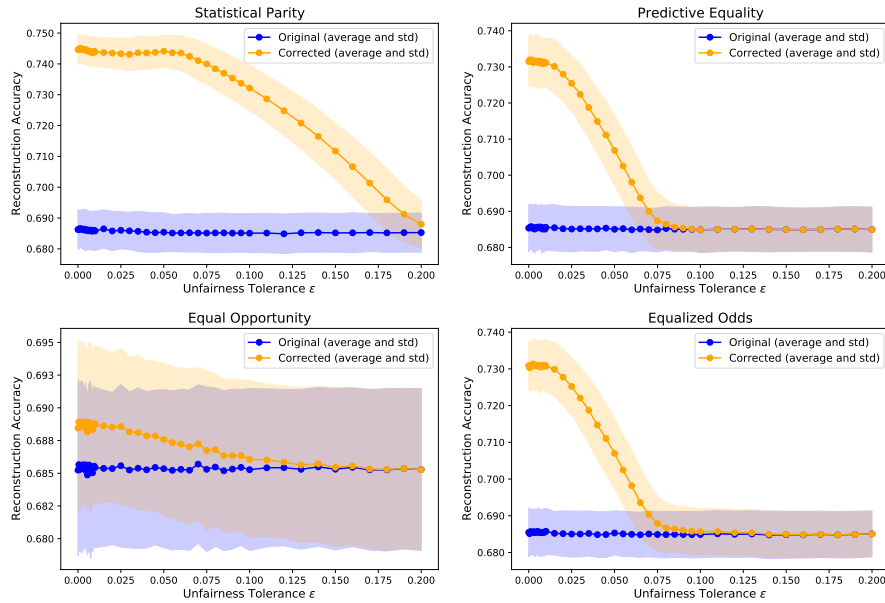 Statistical Parity
Reconstruction Accuracy
0.750
0.740
0.730
0.720
0.710
0.700
0.690
0.680
Original (average and std)
Corrected (average and std)
0.000 0.025 0.050 0.075 0.100 0.125 0.150 0.175 0.200
Unfairness Tolerance ε
Predictive Equality
Reconstruction Accuracy
0.740
0.730
0.720
0.710
0.700
0.690
0.680
Original (average and std)
Corrected (average and std)
0.000 0.025 0.050 0.075 0.100 0.125 0.150 0.175 0.200
Unfairness Tolerance ε
Equal Opportunity
Reconstruction Accuracy
0.695
0.693
0.690
0.688
0.685
0.682
0.680
Original (average and std)
Corrected (average and std)
0.000 0.025 0.050 0.075 0.100 0.125 0.150 0.175 0.200
Unfairness Tolerance ε
Equalized Odds
Reconstruction Accuracy
0.740
0.730
0.720
0.710
0.700
0.690
0.680
Original (average and std)
Corrected (average and std)
0.000 0.025 0.050 0.075 0.100 0.125 0.150 0.175 0.200
Unfairness Tolerance ε